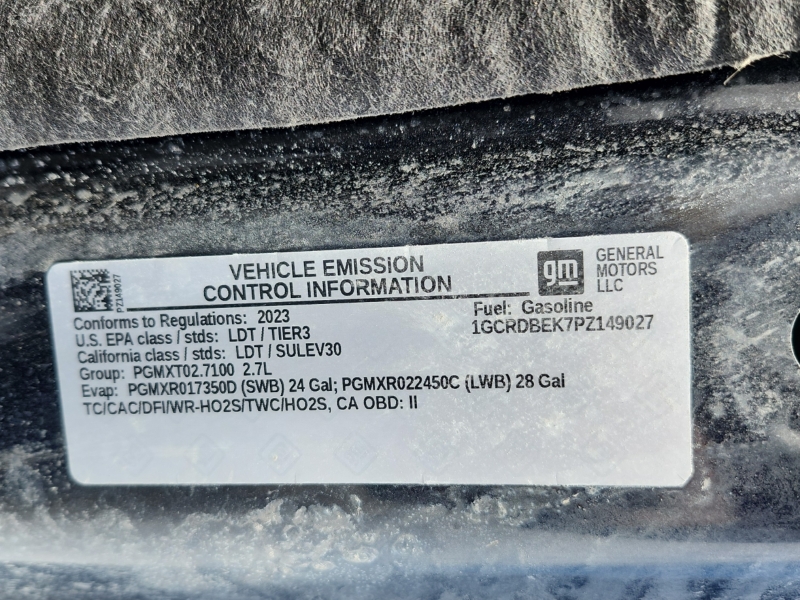 PZ149027
VEHICLE EMISSION
CONTROL INFORMATION
gm
GENERAL
MOTORS
LLC
Conforms to Regulations: 2023
Fuel: Gasoline
U.S. EPA class / stds: LDT / TIER3
1GCRDBEK7PZ149027
California class / stds: LDT / SULEV30
Group: PGMXT02.7100 2.7L
Evap: PGMXR017350D (SWB) 24 Gal; PGMXR022450C (LWB) 28 Gal
TC/CAC/DFI/WR-HO2S/TWC/HO2S, CA OBD: II